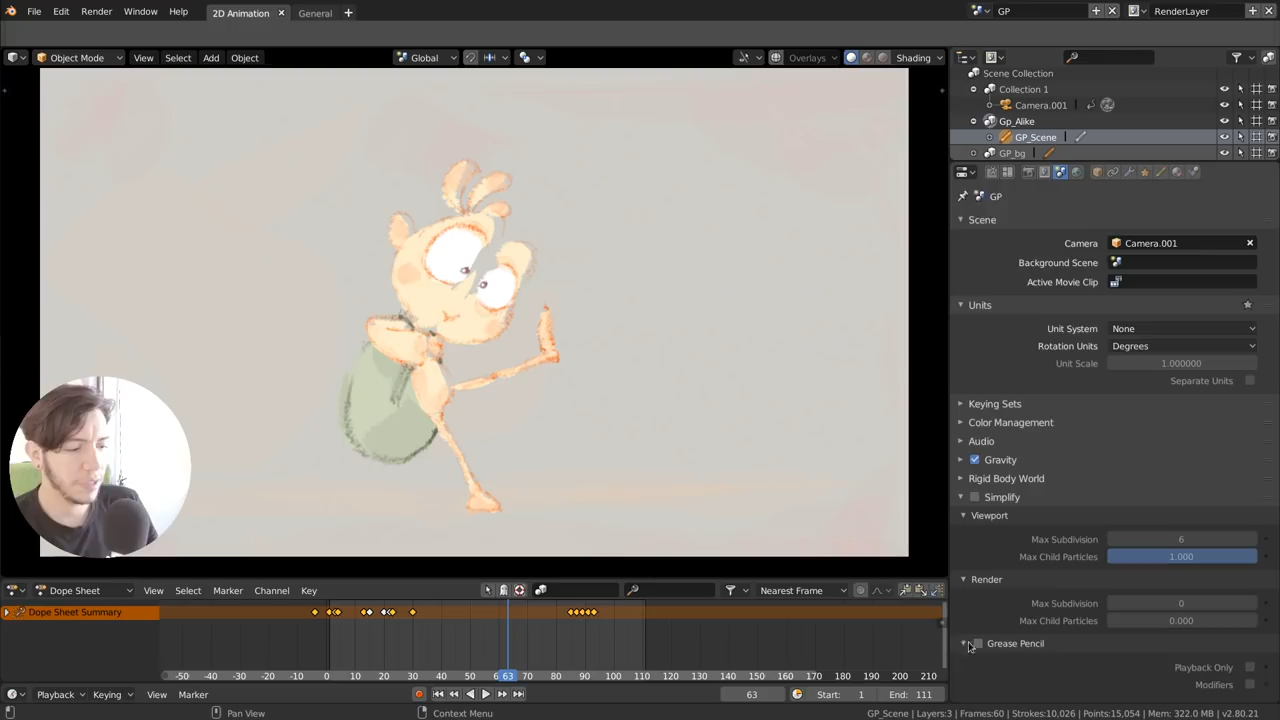 File Edit Render Window Help 2D Animation General GP RenderLayer
Object Mode View Select Add Object Global Overlays Shading
Scene Collection
Collection 1
Camera.001
Gp_Alike
GP_Scene
GP_bg
GP
Scene
Camera Camera.001
Background Scene
Active Movie Clip
Units
Unit System None
Rotation Units Degrees
Unit Scale 1.000000
Separate Units
Keying Sets
Color Management
Audio
Gravity
Rigid Body World
Simplify
Viewport
Max Subdivision 6
Max Child Particles 1.000
Render
Max Subdivision 0
Max Child Particles 0.000
Grease Pencil
Playback Only
Modifiers
Dope Sheet View Select Marker Channel Key Nearest Frame
Dope Sheet Summary
-50 -40 -30 -20 -10 0 10 20 30 40 50 6 63 70 80 90 100 110 120 130 140 150 160 170 180 190 200 210
Playback Keying View Marker 63 Start: 1 End: 111
Pan View Context Menu GP_Scene | Layers:3 | Frames:60 | Strokes:10,026 | Points:15,054 | Mem: 322.0 MB | v2.80.21